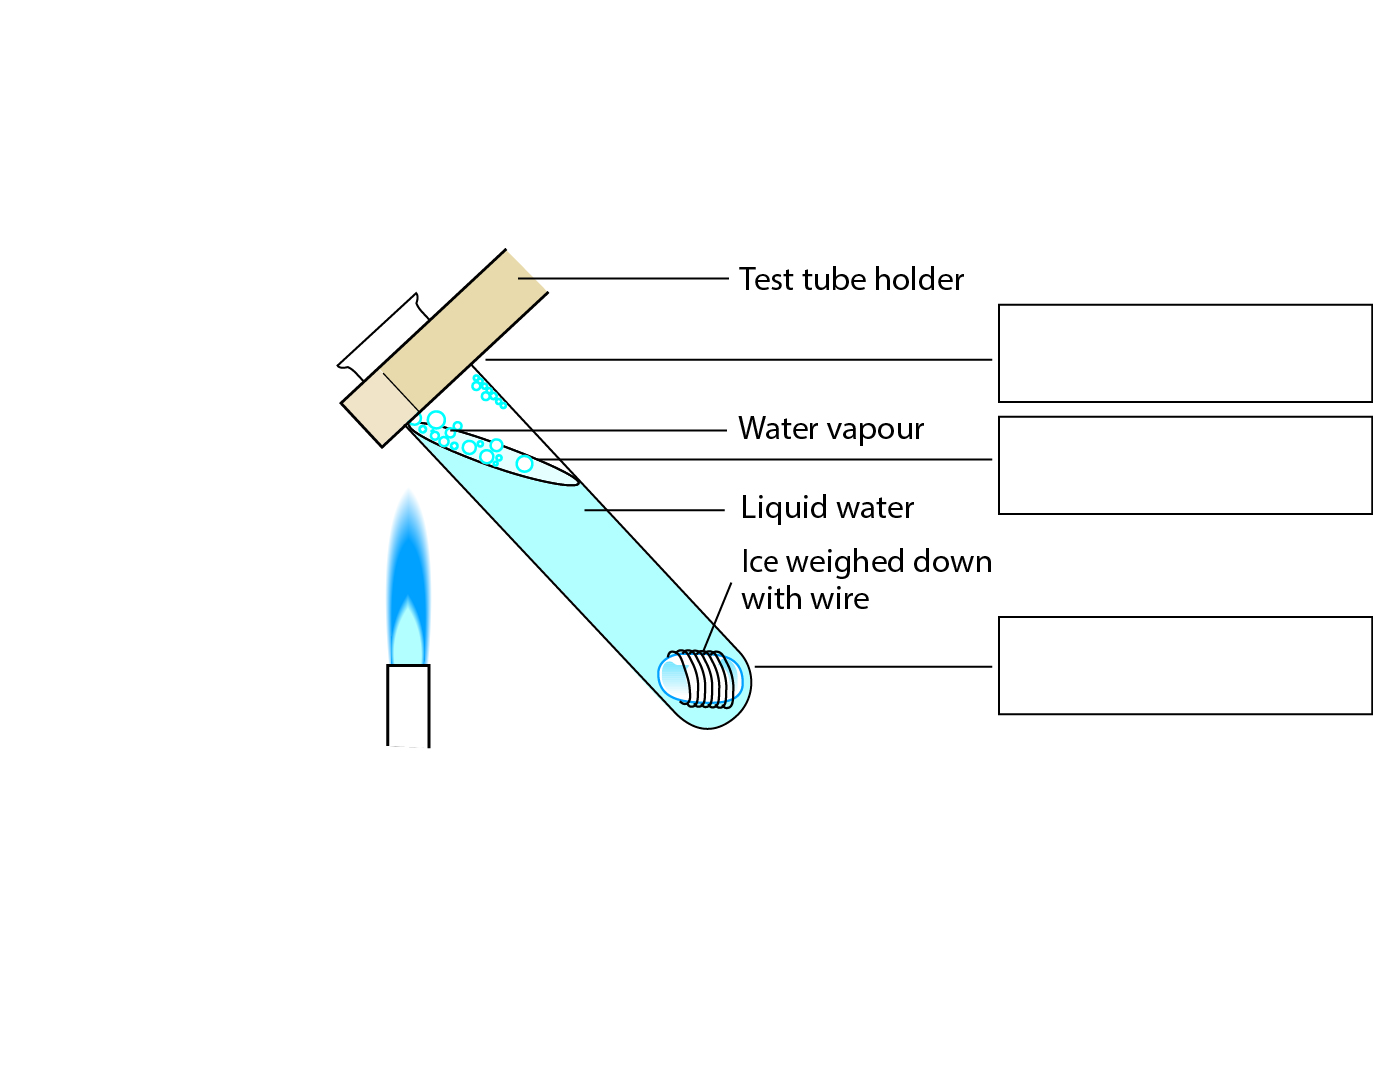 Test tube holder
Water vapour
Liquid water
Ice weighed down
with wire